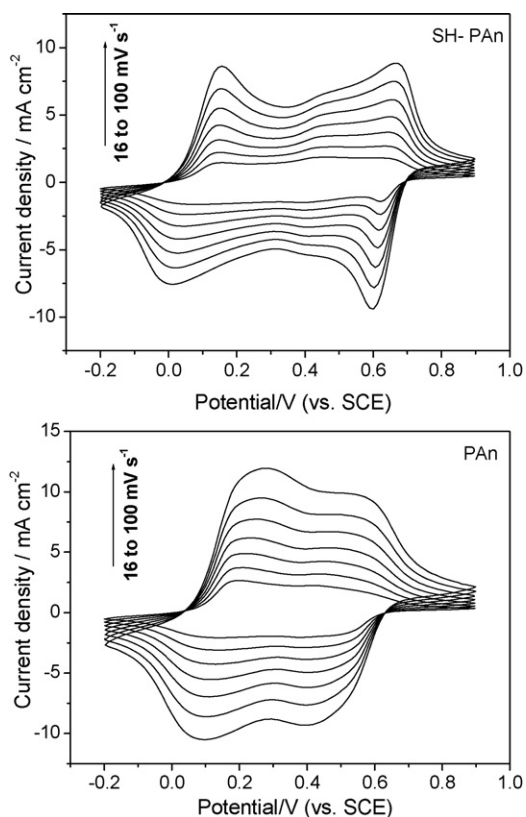 SH- PAn
16 to 100 mV s⁻¹
Current density / mA cm⁻²
10
5
0
-5
-10
-0.2 0.0 0.2 0.4 0.6 0.8 1.0
Potential/V (vs. SCE)
PAn
16 to 100 mV s⁻¹
Current density / mA cm⁻²
15
10
5
0
-5
-10
-0.2 0.0 0.2 0.4 0.6 0.8 1.0
Potential/V (vs. SCE)